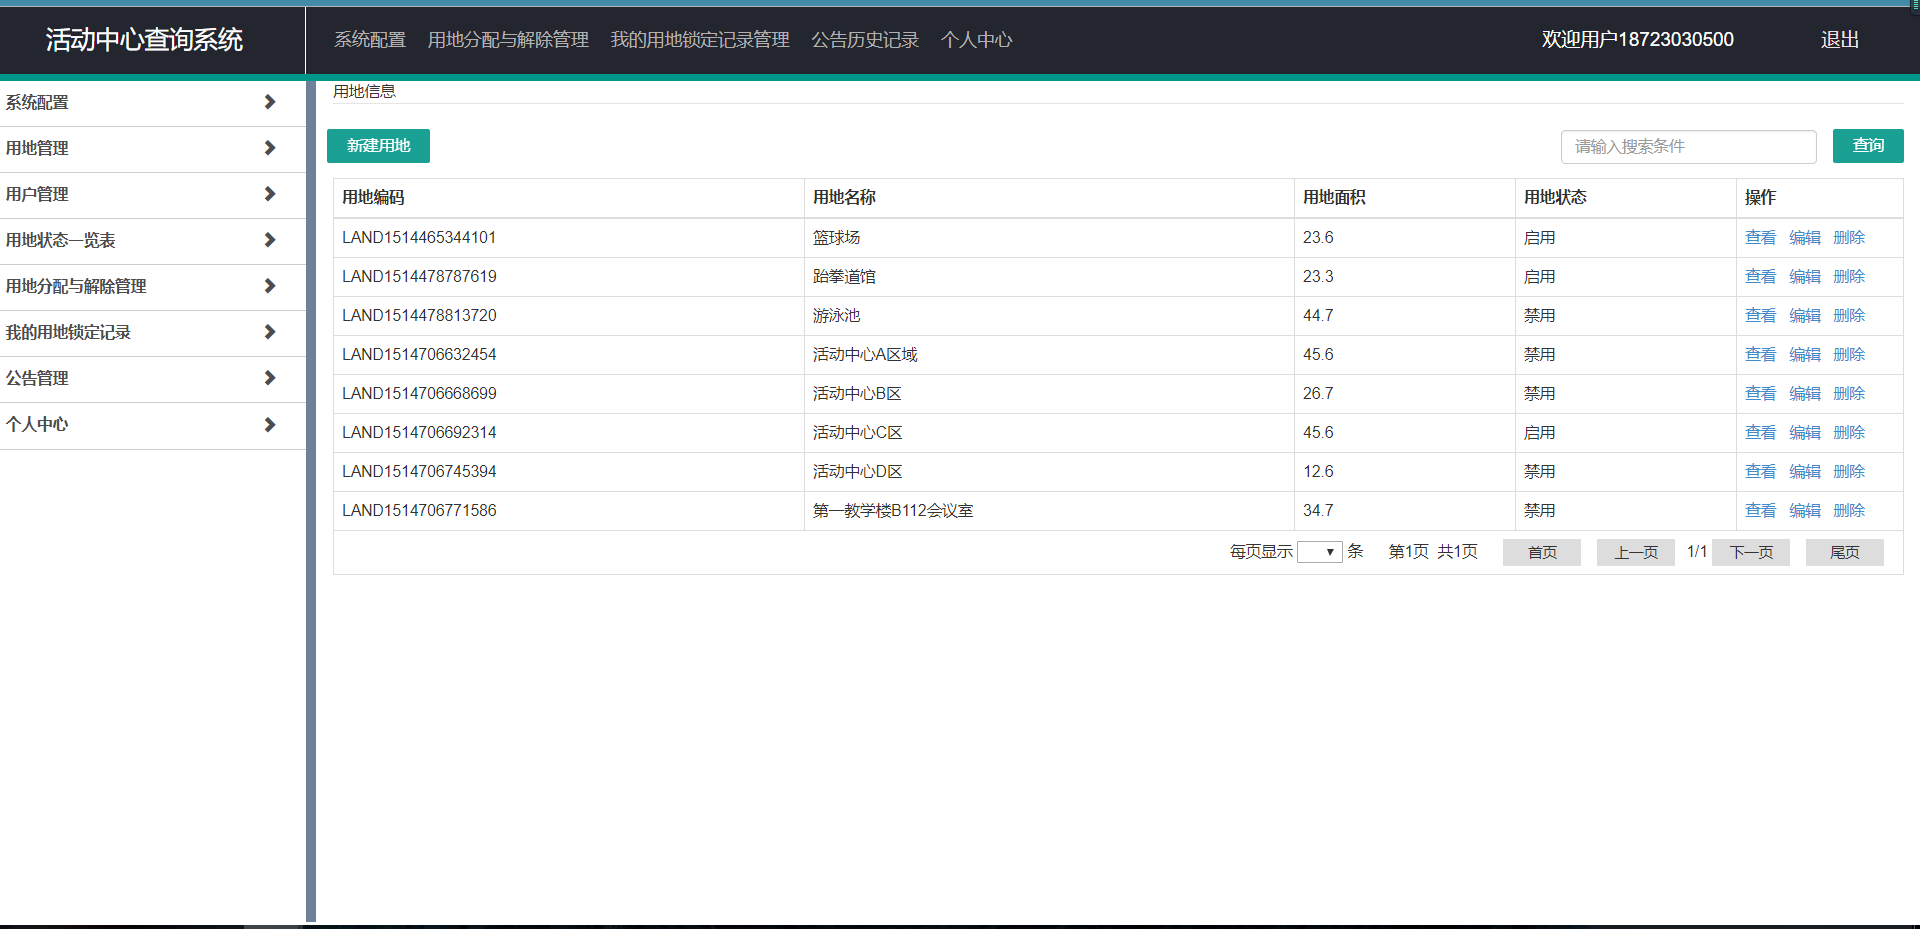 活动中心查询系统
系统配置 用地分配与解除管理 我的用地锁定记录管理 公告历史记录 个人中心
欢迎用户18723030500
退出
系统配置
用地管理
用户管理
用地状态一览表
用地分配与解除管理
我的用地锁定记录
公告管理
个人中心
用地信息
新建用地
请输入搜索条件
查询
用地编码 用地名称 用地面积 用地状态 操作
LAND1514465344101 篮球场 23.6 启用 查看 编辑 删除
LAND1514478787619 跆拳道馆 23.3 启用 查看 编辑 删除
LAND1514478813720 游泳池 44.7 禁用 查看 编辑 删除
LAND1514706632454 活动中心A区域 45.6 禁用 查看 编辑 删除
LAND1514706668699 活动中心B区 26.7 禁用 查看 编辑 删除
LAND1514706692314 活动中心C区 45.6 启用 查看 编辑 删除
LAND1514706745394 活动中心D区 12.6 禁用 查看 编辑 删除
LAND1514706771586 第一教学楼B112会议室 34.7 禁用 查看 编辑 删除
每页显示 条 第1页 共1页 首页 上一页 1/1 下一页 尾页